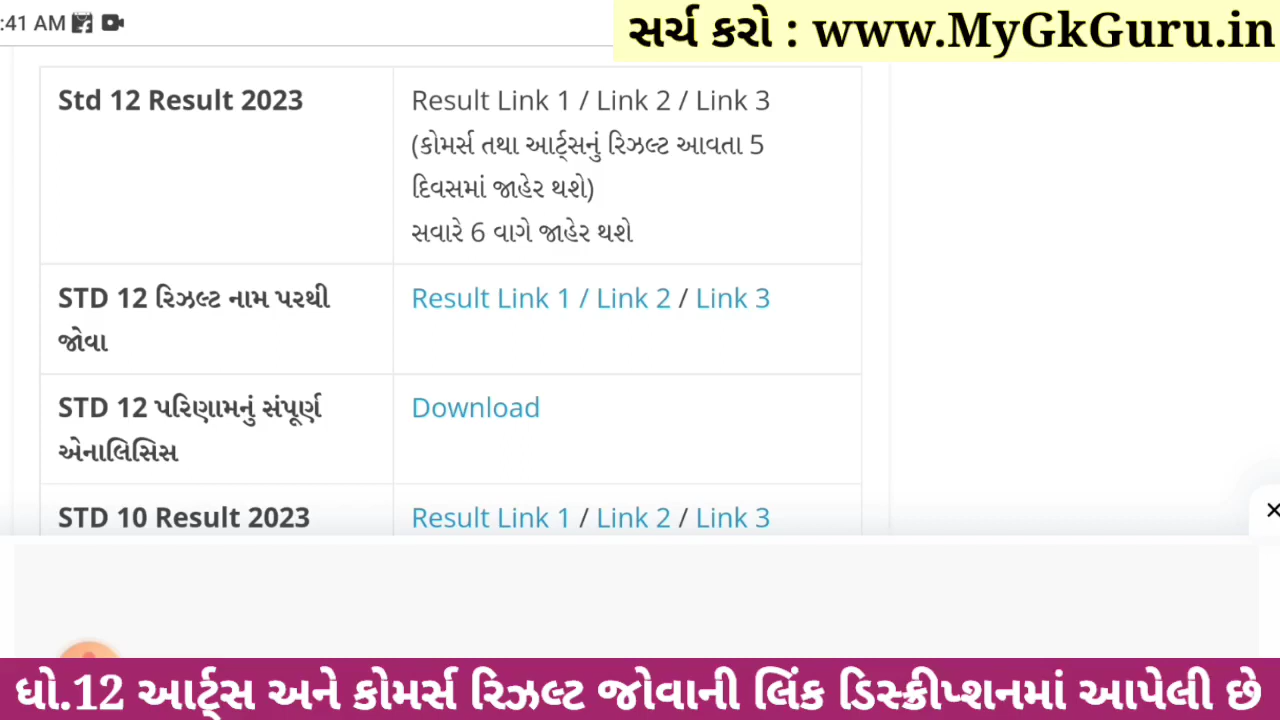 :41 AM
સર્ચ કરો : www.MyGkGuru.in
Std 12 Result 2023
Result Link 1 / Link 2 / Link 3
(કોમર્સ તથા આર્ટ્સનું રિઝલ્ટ આવતા 5
દિવસમાં જાહેર થશે)
સવારે 6 વાગે જાહેર થશે
STD 12 રિઝલ્ટ નામ પરથી
જોવા
Result Link 1 / Link 2 / Link 3
STD 12 પરિણામનું સંપૂર્ણ
એનાલિસિસ
Download
STD 10 Result 2023
Result Link 1 / Link 2 / Link 3
ધો.12 આર્ટ્સ અને કોમર્સ રિઝલ્ટ જોવાની લિંક ડિસ્ક્રીપ્શનમાં આપેલી છે